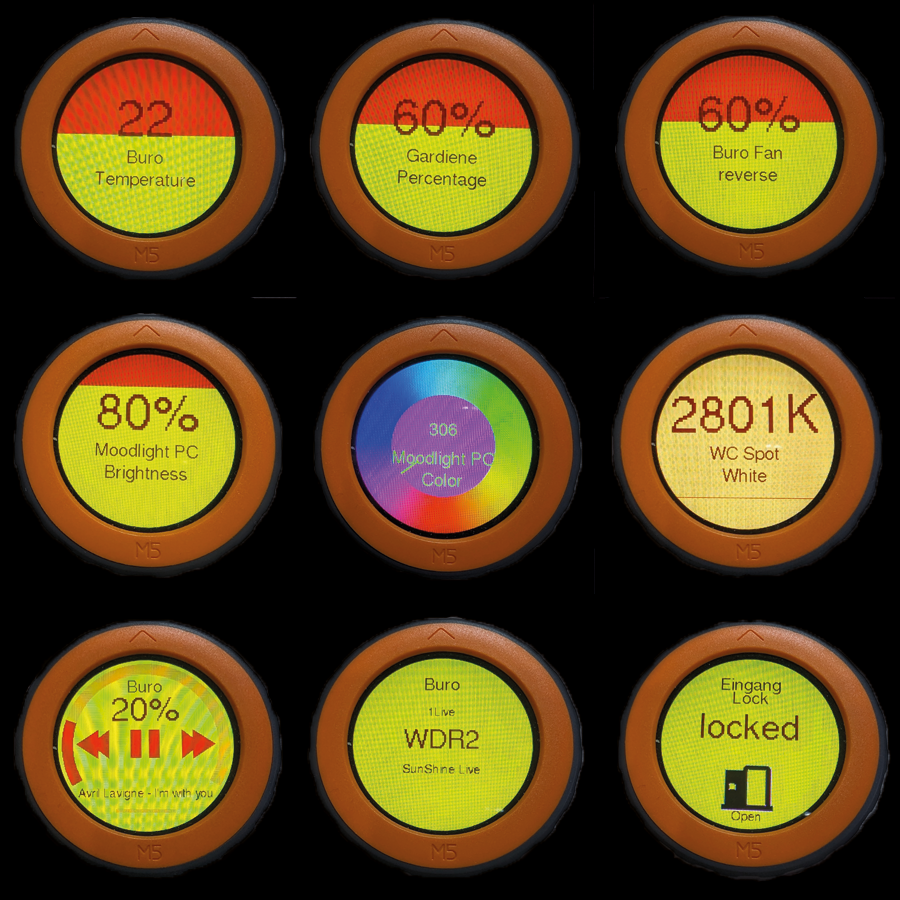 22
Buro
Temperature
M5
60%
Gardiene
Percentage
M5
60%
Buro Fan
reverse
M5
80%
Moodlight PC
Brightness
M5
306
Moodlight PC
Color
M5
2801K
WC Spot
White
M5
Buro
20%
Avril Lavigne - I'm with you
M5
Buro
1Live
WDR2
SunShine Live
M5
Eingang
Lock
locked
Open
M5